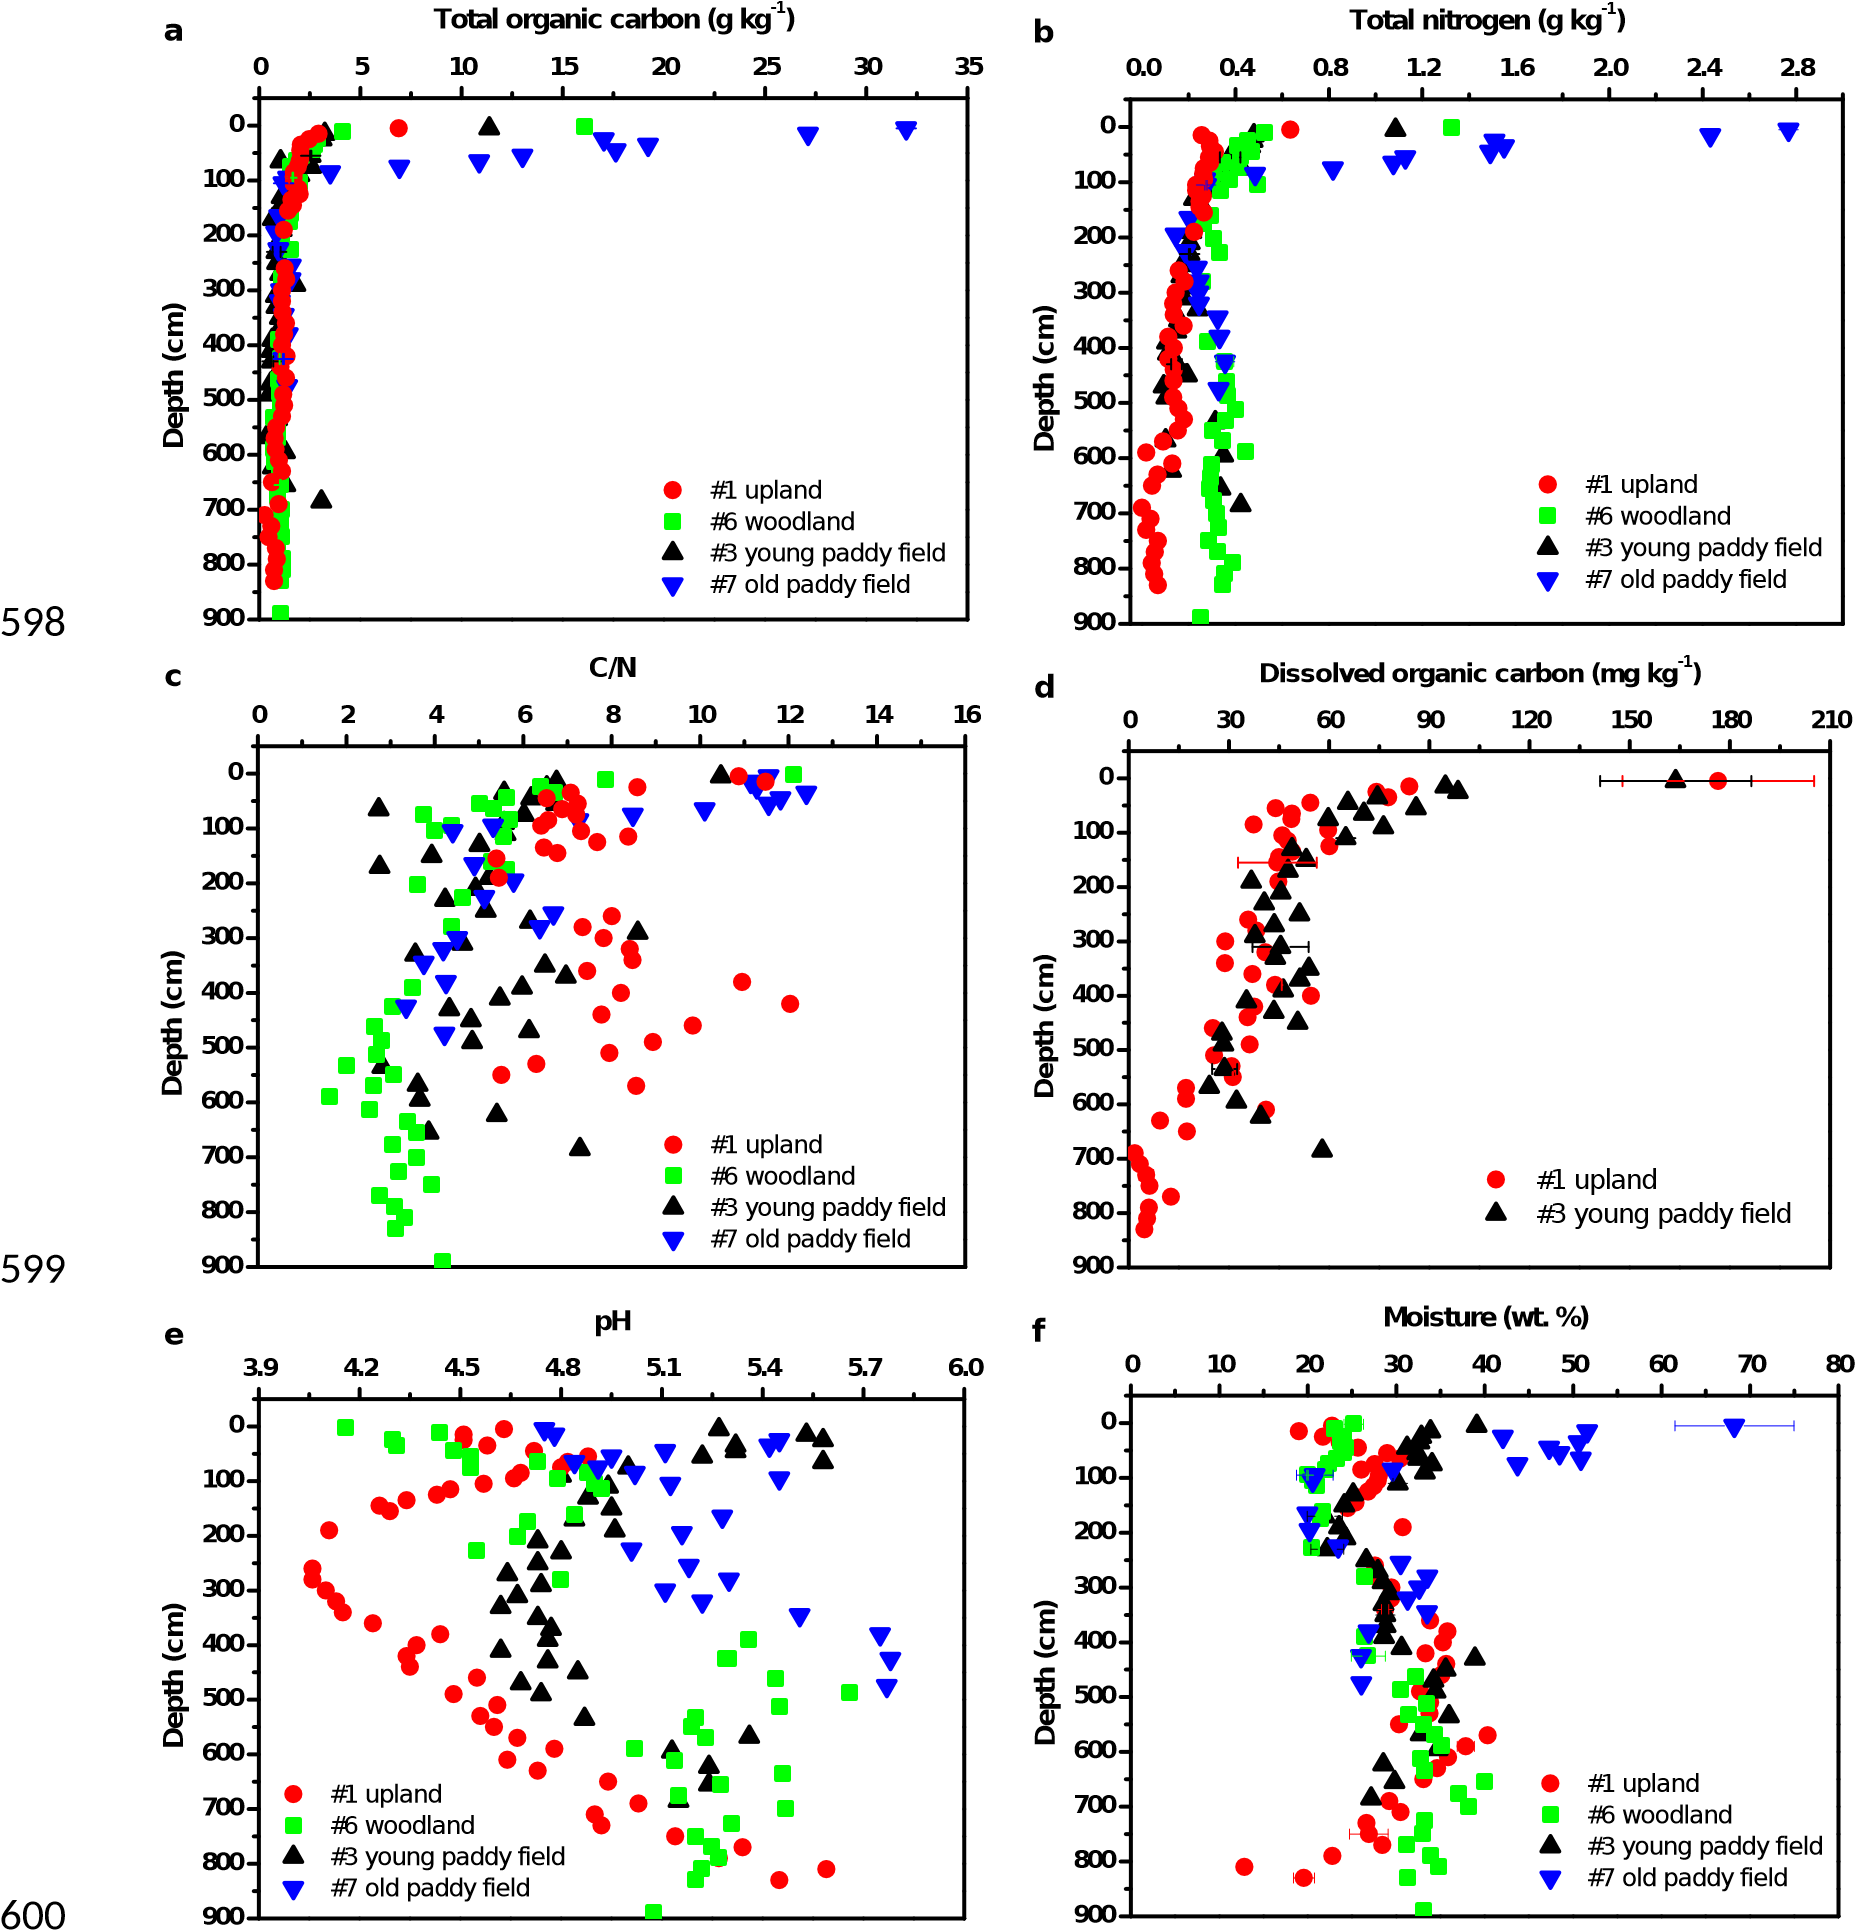 a Total organic carbon (g kg-1)
0 5 10 15 20 25 30 35
0
100
200
300
400
500
600
700
800
900
Depth (cm)
#1 upland
#6 woodland
#3 young paddy field
#7 old paddy field
b Total nitrogen (g kg-1)
0.0 0.4 0.8 1.2 1.6 2.0 2.4 2.8
0
100
200
300
400
500
600
700
800
900
Depth (cm)
#1 upland
#6 woodland
#3 young paddy field
#7 old paddy field
598
c C/N
0 2 4 6 8 10 12 14 16
0
100
200
300
400
500
600
700
800
900
Depth (cm)
#1 upland
#6 woodland
#3 young paddy field
#7 old paddy field
d Dissolved organic carbon (mg kg-1)
0 30 60 90 120 150 180 210
0
100
200
300
400
500
600
700
800
900
Depth (cm)
#1 upland
#3 young paddy field
599
e pH
3.9 4.2 4.5 4.8 5.1 5.4 5.7 6.0
0
100
200
300
400
500
600
700
800
900
Depth (cm)
#1 upland
#6 woodland
#3 young paddy field
#7 old paddy field
f Moisture (wt. %)
0 10 20 30 40 50 60 70 80
0
100
200
300
400
500
600
700
800
900
Depth (cm)
#1 upland
#6 woodland
#3 young paddy field
#7 old paddy field
600